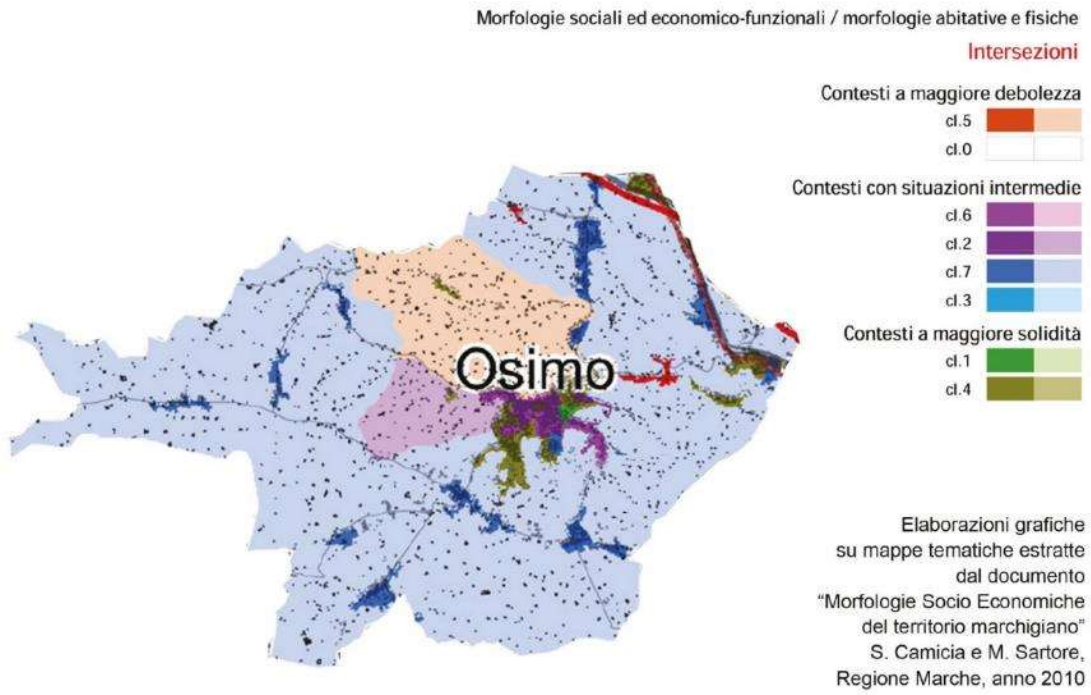 Morfologie sociali ed economico-funzionali / morfologie abitative e fisiche
Intersezioni
Contesti a maggiore debolezza
cl.5
cl.0
Contesti con situazioni intermedie
cl.6
cl.2
cl.7
cl.3
Contesti a maggiore solidità
cl.1
cl.4
Osimo
Elaborazioni grafiche
su mappe tematiche estratte
dal documento
“Morfologie Socio Economiche
del territorio marchigiano”
S. Camicia e M. Sartore,
Regione Marche, anno 2010